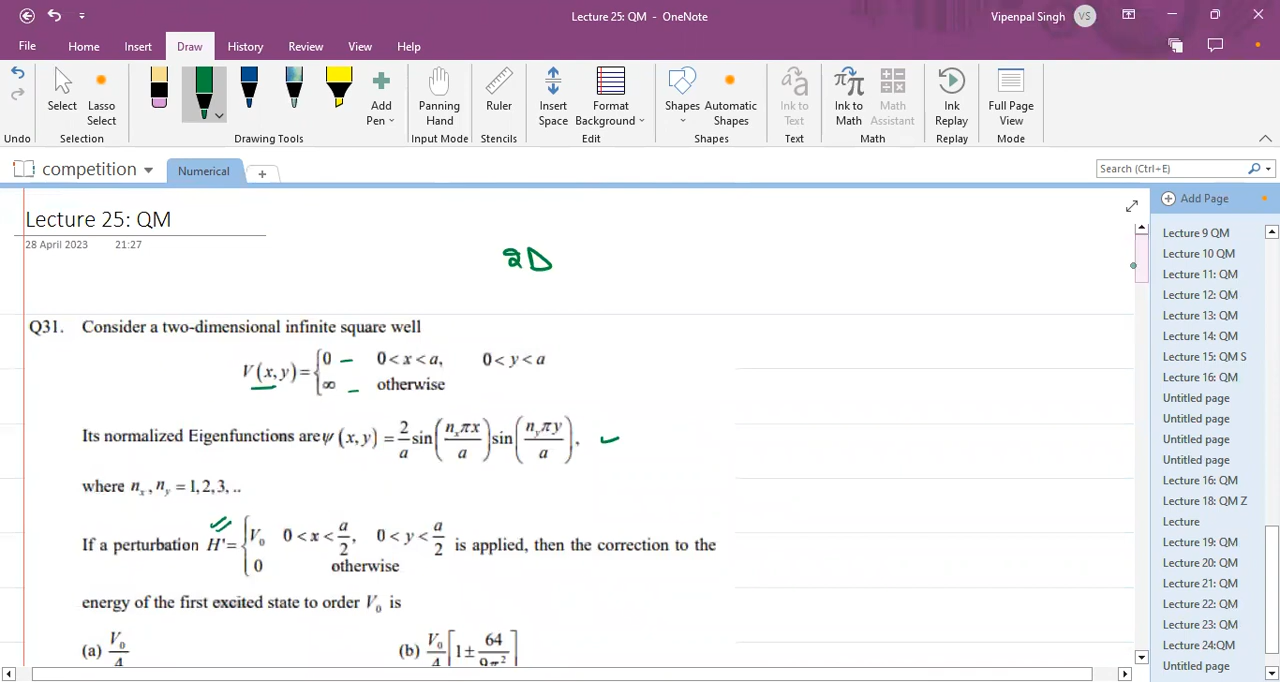 Lecture 25: QM - OneNote
Vipenpal Singh VS
File Home Insert Draw History Review View Help
Undo
Select
Lasso Select
Selection
Add Pen
Drawing Tools
Panning Hand
Input Mode
Ruler
Stencils
Insert Space
Format Background
Edit
Shapes
Automatic Shapes
Shapes
Ink to Text
Text
Ink to Math
Math Assistant
Math
Ink Replay
Replay
Full Page View
Mode
competition Numerical
Search (Ctrl+E)
Lecture 25: QM
28 April 2023 21:27
2D
Q31. Consider a two-dimensional infinite square well
V(x,y) = { 0 0 < x < a, 0 < y < a
∞ otherwise
Its normalized Eigenfunctions are ψ(x,y) = 2/a sin(nₓπx/a) sin(n_yπy/a),
where nₓ, n_y = 1,2,3,..
If a perturbation H' = { V₀ 0 < x < a/2, 0 < y < a/2 is applied, then the correction to the
0 otherwise
energy of the first excited state to order V₀ is
(a) V₀/4 (b) V₀/4 [1 ± 64/9π²]
Add Page
Lecture 9 QM
Lecture 10 QM
Lecture 11: QM
Lecture 12: QM
Lecture 13: QM
Lecture 14: QM
Lecture 15: QM S
Lecture 16: QM
Untitled page
Untitled page
Untitled page
Untitled page
Lecture 16: QM
Lecture 18: QM Z
Lecture
Lecture 19: QM
Lecture 20: QM
Lecture 21: QM
Lecture 22: QM
Lecture 23: QM
Lecture 24:QM
Untitled page